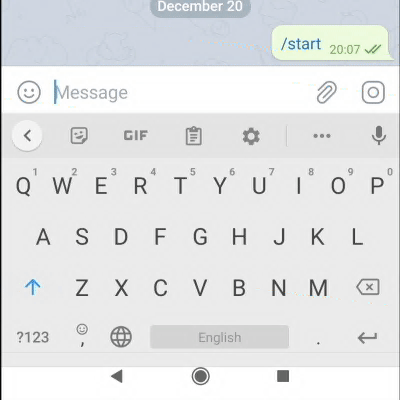 December 20
/start 20:07
Message
GIF
1 2 3 4 5 6 7 8 9 0
Q W E R T Y U I O P
A S D F G H J K L
Z X C V B N M
?123 , English .